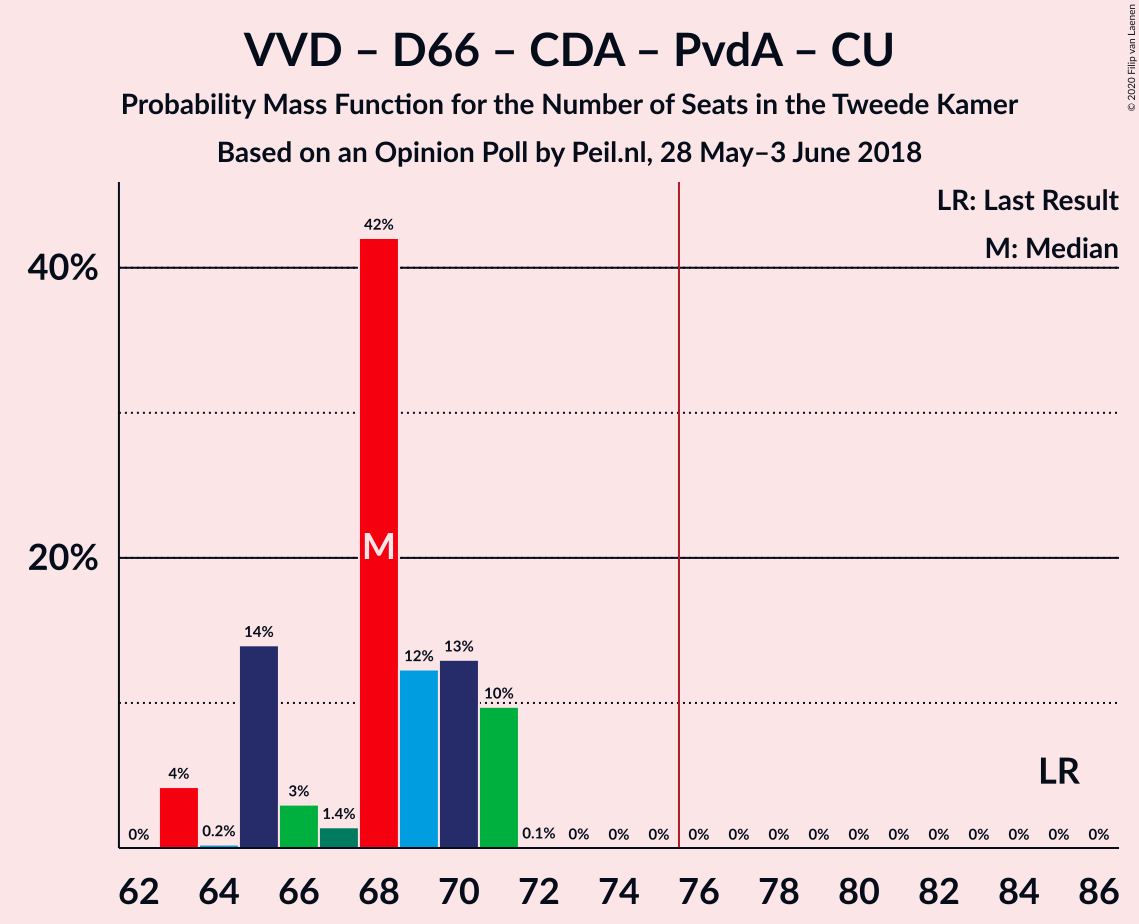 VVD – D66 – CDA – PvdA – CU
Probability Mass Function for the Number of Seats in the Tweede Kamer
Based on an Opinion Poll by Peil.nl, 28 May–3 June 2018
© 2020 Filip van Laenen
LR: Last Result
M: Median
40%
20%
42%
M
14%
13%
12%
10%
4%
3%
1.4%
0% 0.2% 0.1% 0% 0% 0% 0% 0% 0% 0% 0% 0% 0% 0% 0% 0% 0%
LR
62 64 66 68 70 72 74 76 78 80 82 84 86